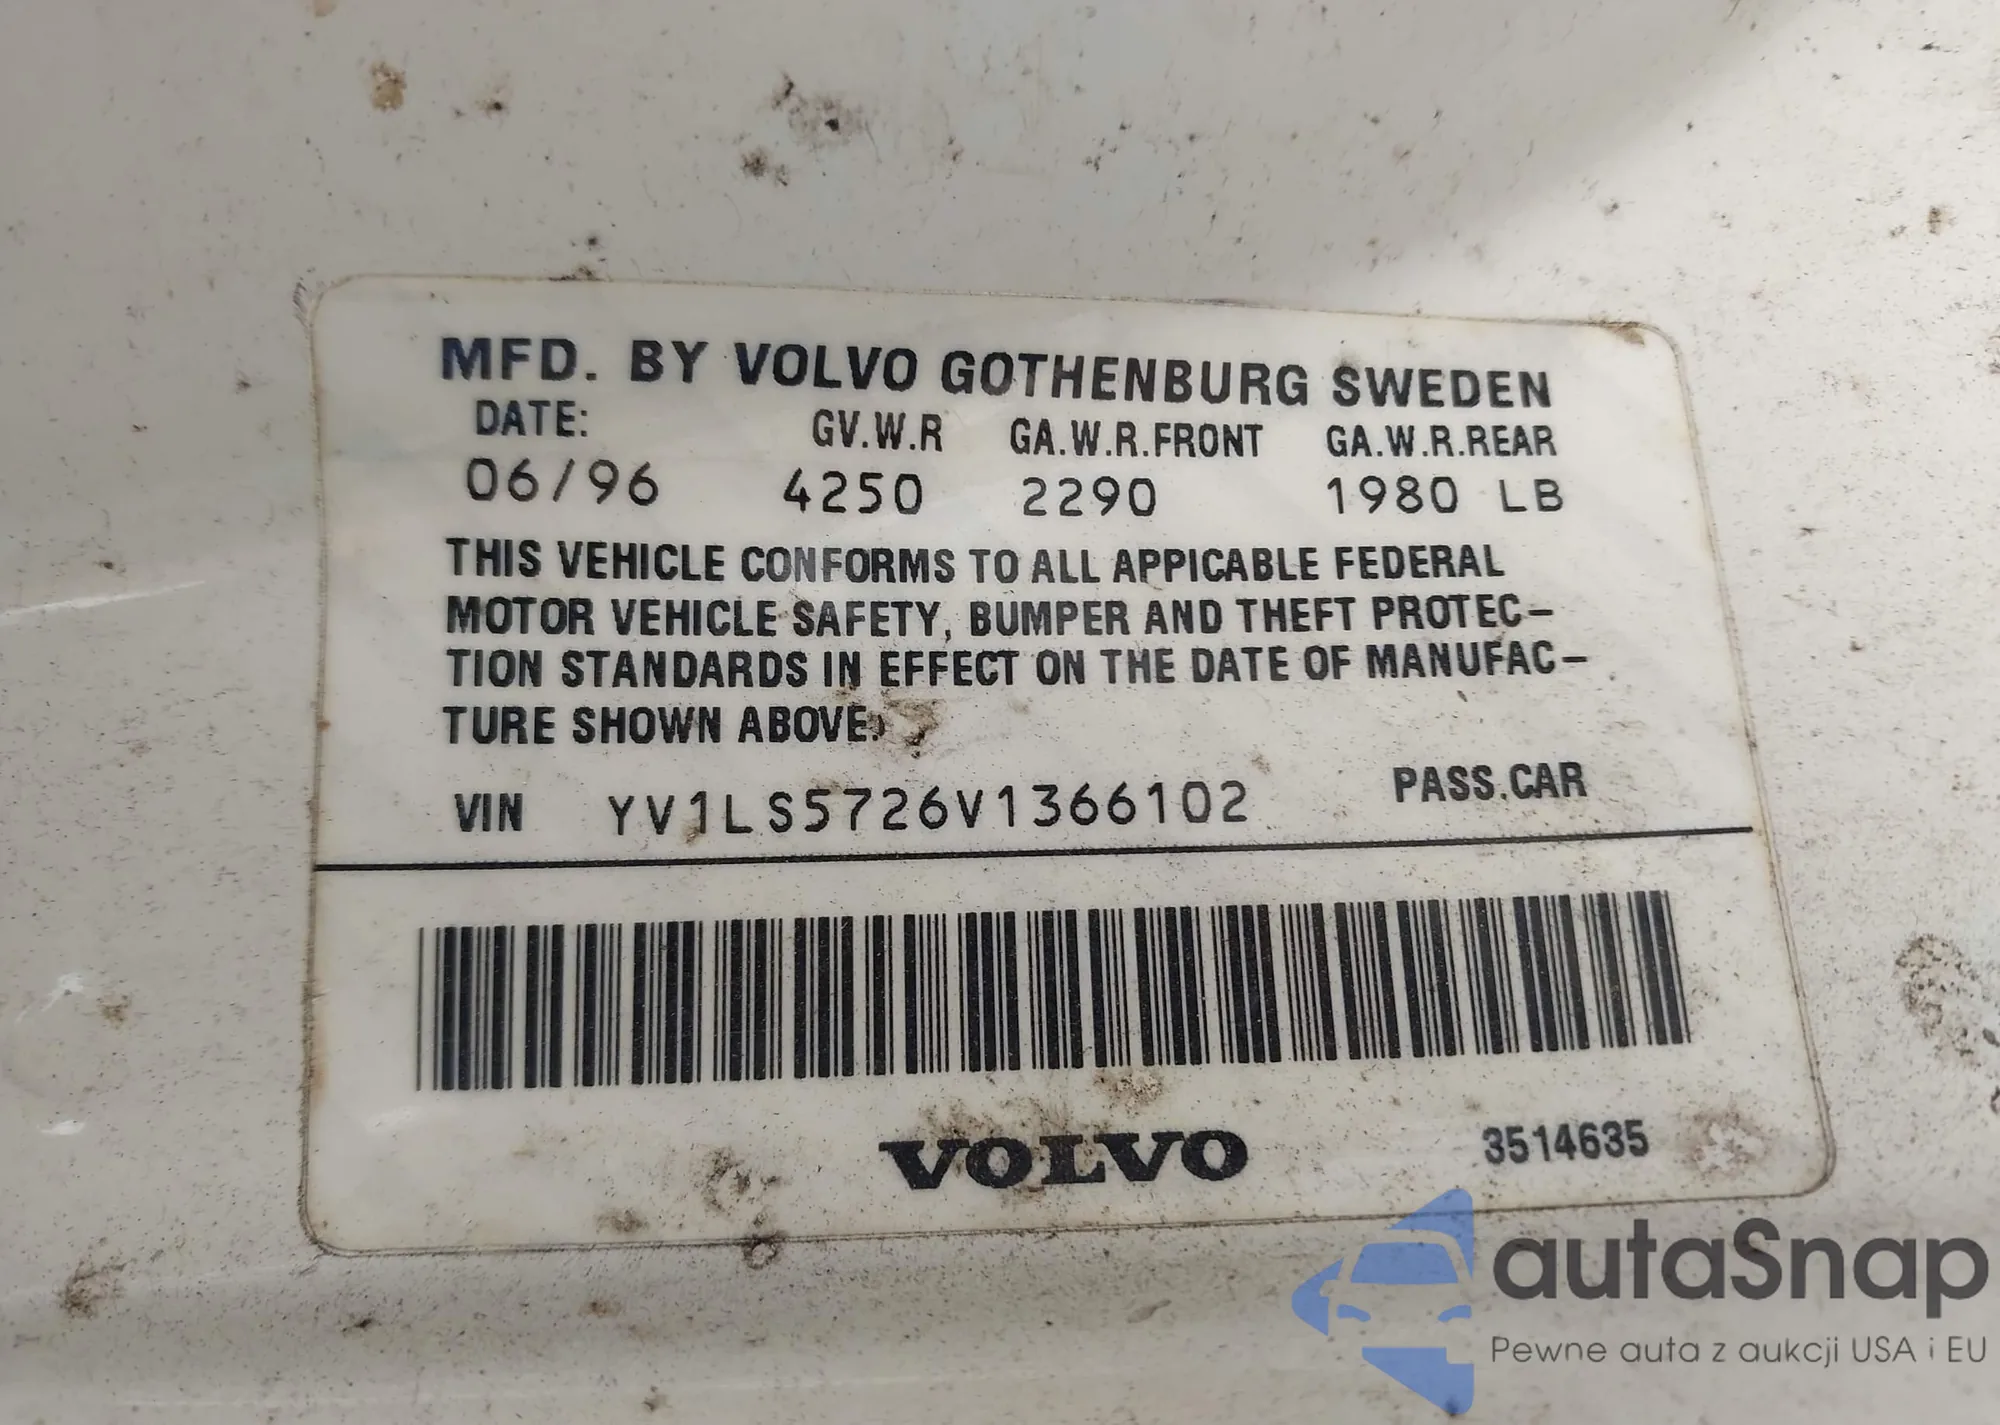 MFD. BY VOLVO GOTHENBURG SWEDEN
DATE: GV.W.R GA.W.R.FRONT GA.W.R.REAR
06/96 4250 2290 1980 LB
THIS VEHICLE CONFORMS TO ALL APPICABLE FEDERAL
MOTOR VEHICLE SAFETY, BUMPER AND THEFT PROTEC-
TION STANDARDS IN EFFECT ON THE DATE OF MANUFAC-
TURE SHOWN ABOVE.
VIN YV1LS5726V1366102 PASS.CAR
VOLVO 3514635
autaSnap
Pewne auta z aukcji USA i EU